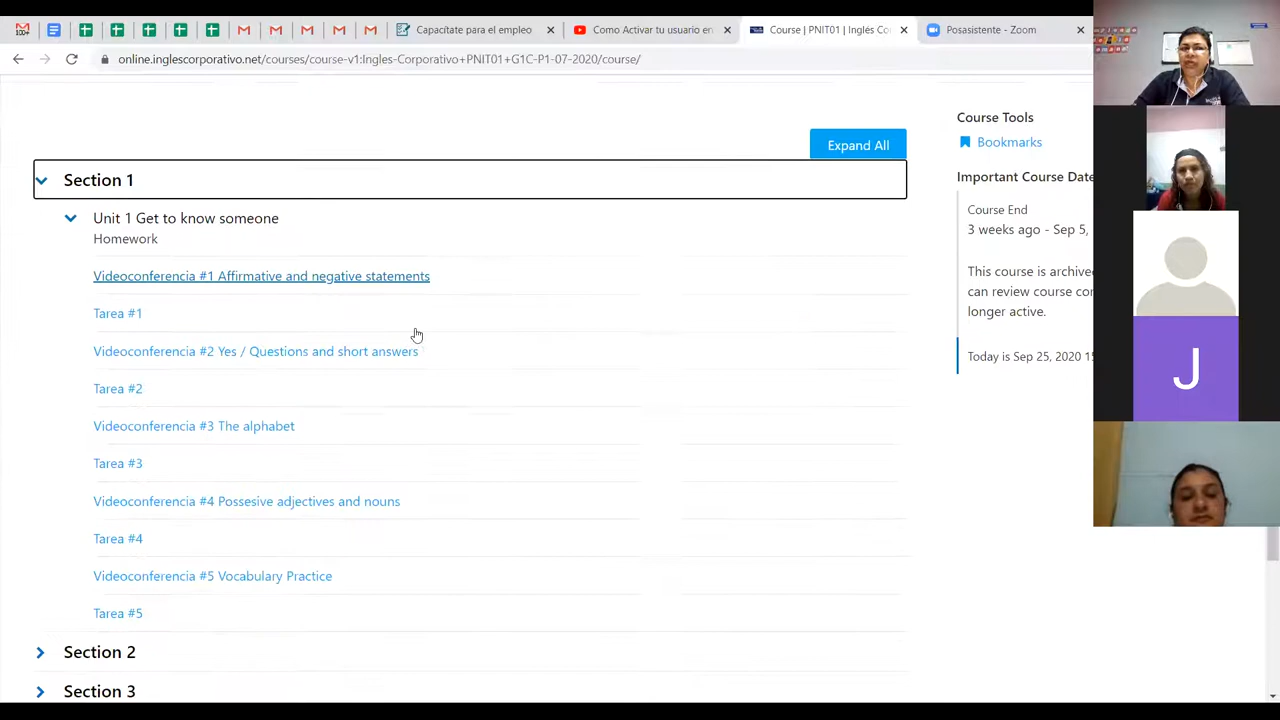 100+
Capacítate para el empleo
Como Activar tu usuario en
Course | PNIT01 | Inglés Co
Posasistente - Zoom
online.inglescorporativo.net/courses/course-v1:Ingles-Corporativo+PNIT01+G1C-P1-07-2020/course/
Expand All
Course Tools
Bookmarks
Important Course Date
Course End
3 weeks ago - Sep 5,
This course is archive
can review course co
longer active.
Today is Sep 25, 2020 1
Section 1
Unit 1 Get to know someone
Homework
Videoconferencia #1 Affirmative and negative statements
Tarea #1
Videoconferencia #2 Yes / Questions and short answers
Tarea #2
Videoconferencia #3 The alphabet
Tarea #3
Videoconferencia #4 Possesive adjectives and nouns
Tarea #4
Videoconferencia #5 Vocabulary Practice
Tarea #5
Section 2
Section 3
J